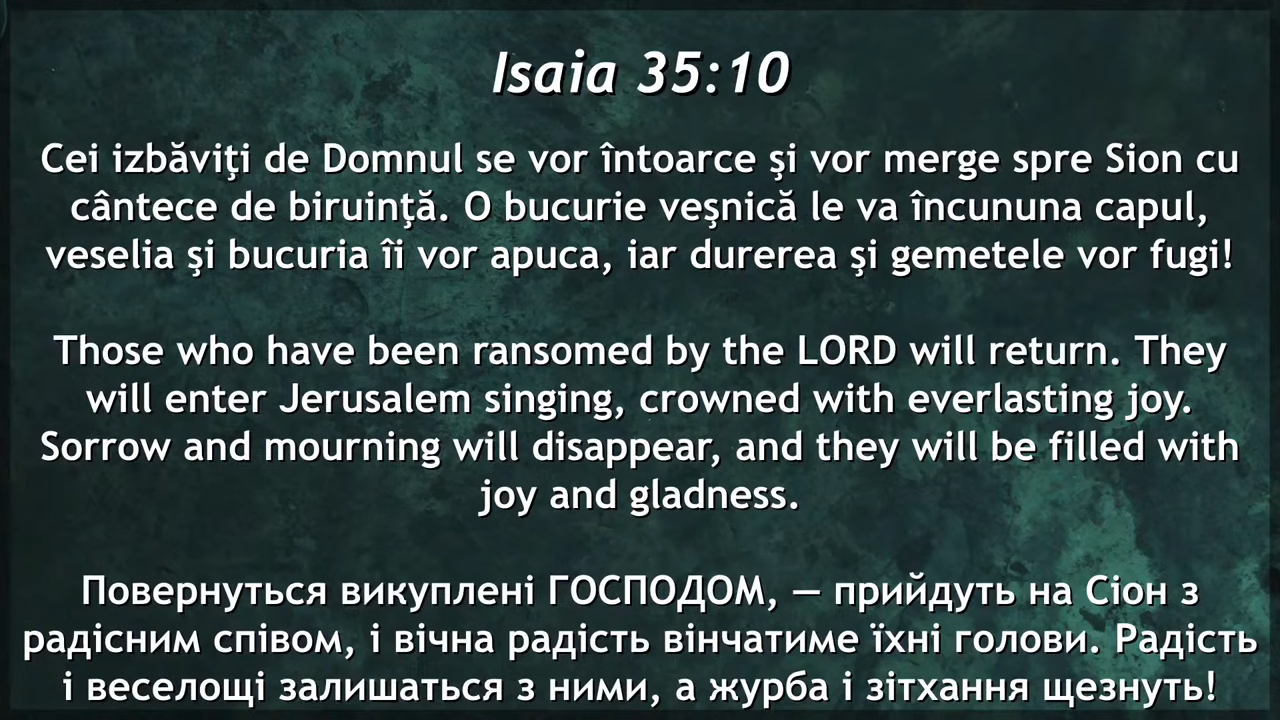 Isaia 35:10
Cei izbăviţi de Domnul se vor întoarce şi vor merge spre Sion cu
cântece de biruinţă. O bucurie veşnică le va încununa capul,
veselia şi bucuria îi vor apuca, iar durerea şi gemetele vor fugi!
Those who have been ransomed by the LORD will return. They
will enter Jerusalem singing, crowned with everlasting joy.
Sorrow and mourning will disappear, and they will be filled with
joy and gladness.
Повернуться викуплені ГОСПОДОМ, — прийдуть на Сіон з
радісним співом, і вічна радість вінчатиме їхні голови. Радість
і веселощі залишаться з ними, а журба і зітхання щезнуть!